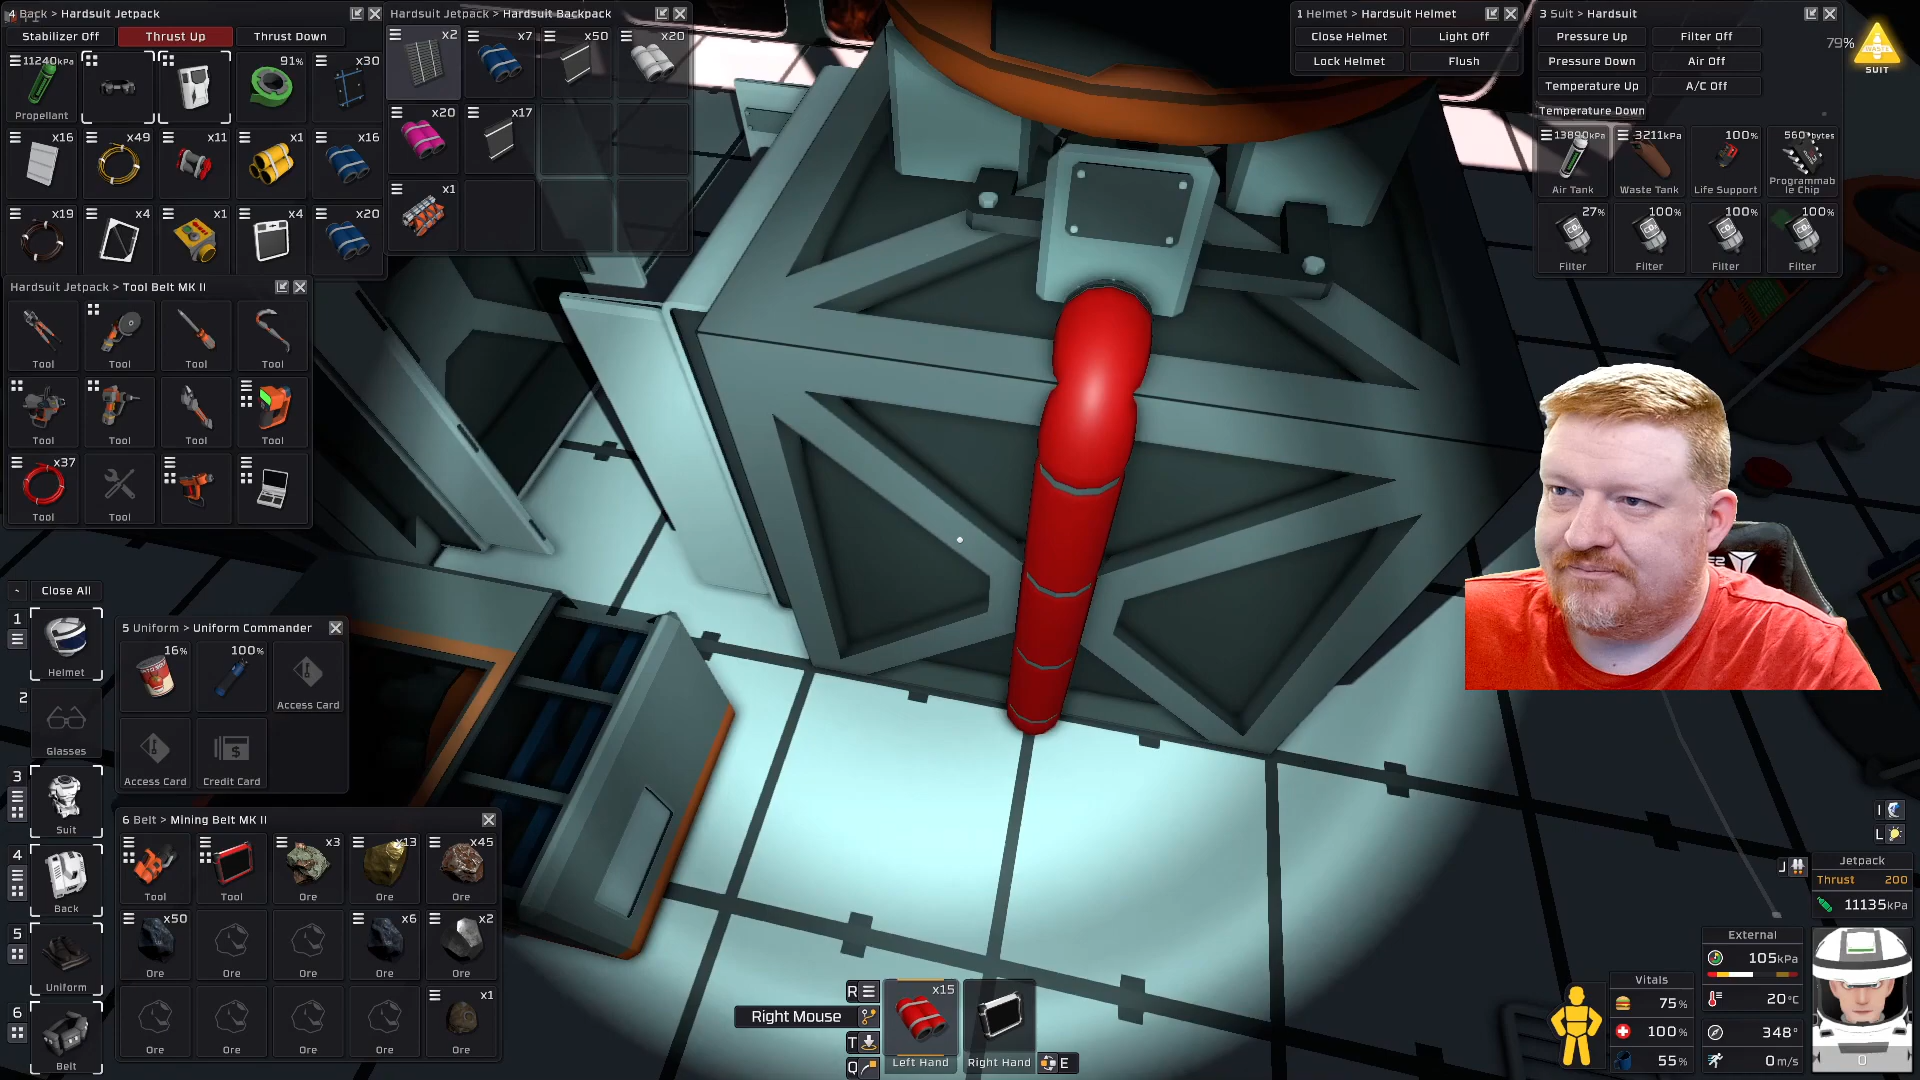 4 Back > Hardsuit Jetpack
Stabilizer Off
Thrust Up
Thrust Down
11240kPa
91%
x30
Propellant
x16
x49
x11
x1
x16
x19
x4
x1
x4
x20
Hardsuit Jetpack > Hardsuit Backpack
x2
x7
x50
x20
x20
x17
x1
Hardsuit Jetpack > Tool Belt MK II
Tool
Tool
Tool
Tool
Tool
Tool
Tool
Tool
x37
Tool
Tool
1 Helmet > Hardsuit Helmet
Close Helmet
Light Off
Lock Helmet
Flush
3 Suit > Hardsuit
Pressure Up
Filter Off
Pressure Down
Air Off
Temperature Up
A/C Off
Temperature Down
13890kPa
3211kPa
100%
560 bytes
Air Tank
Waste Tank
Life Support
Programmab
le Chip
27%
100%
100%
100%
Filter
Filter
Filter
Filter
79%
WASTE
SUIT
~
Close All
1
Helmet
2
Glasses
3
Suit
4
Back
5
Uniform
6
Belt
5 Uniform > Uniform Commander
16%
100%
Access Card
Access Card
Credit Card
6 Belt > Mining Belt MK II
x3
x13
x45
Tool
Tool
Ore
Ore
Ore
x50
x6
x2
Ore
Ore
Ore
Ore
Ore
x1
Ore
Ore
Ore
Ore
Ore
R
Right Mouse
T
Q
x15
Left Hand
Right Hand
E
I
L
J
Jetpack
Thrust 200
11135kPa
External
105kPa
20°C
348°
0m/s
Vitals
75%
100%
55%
0